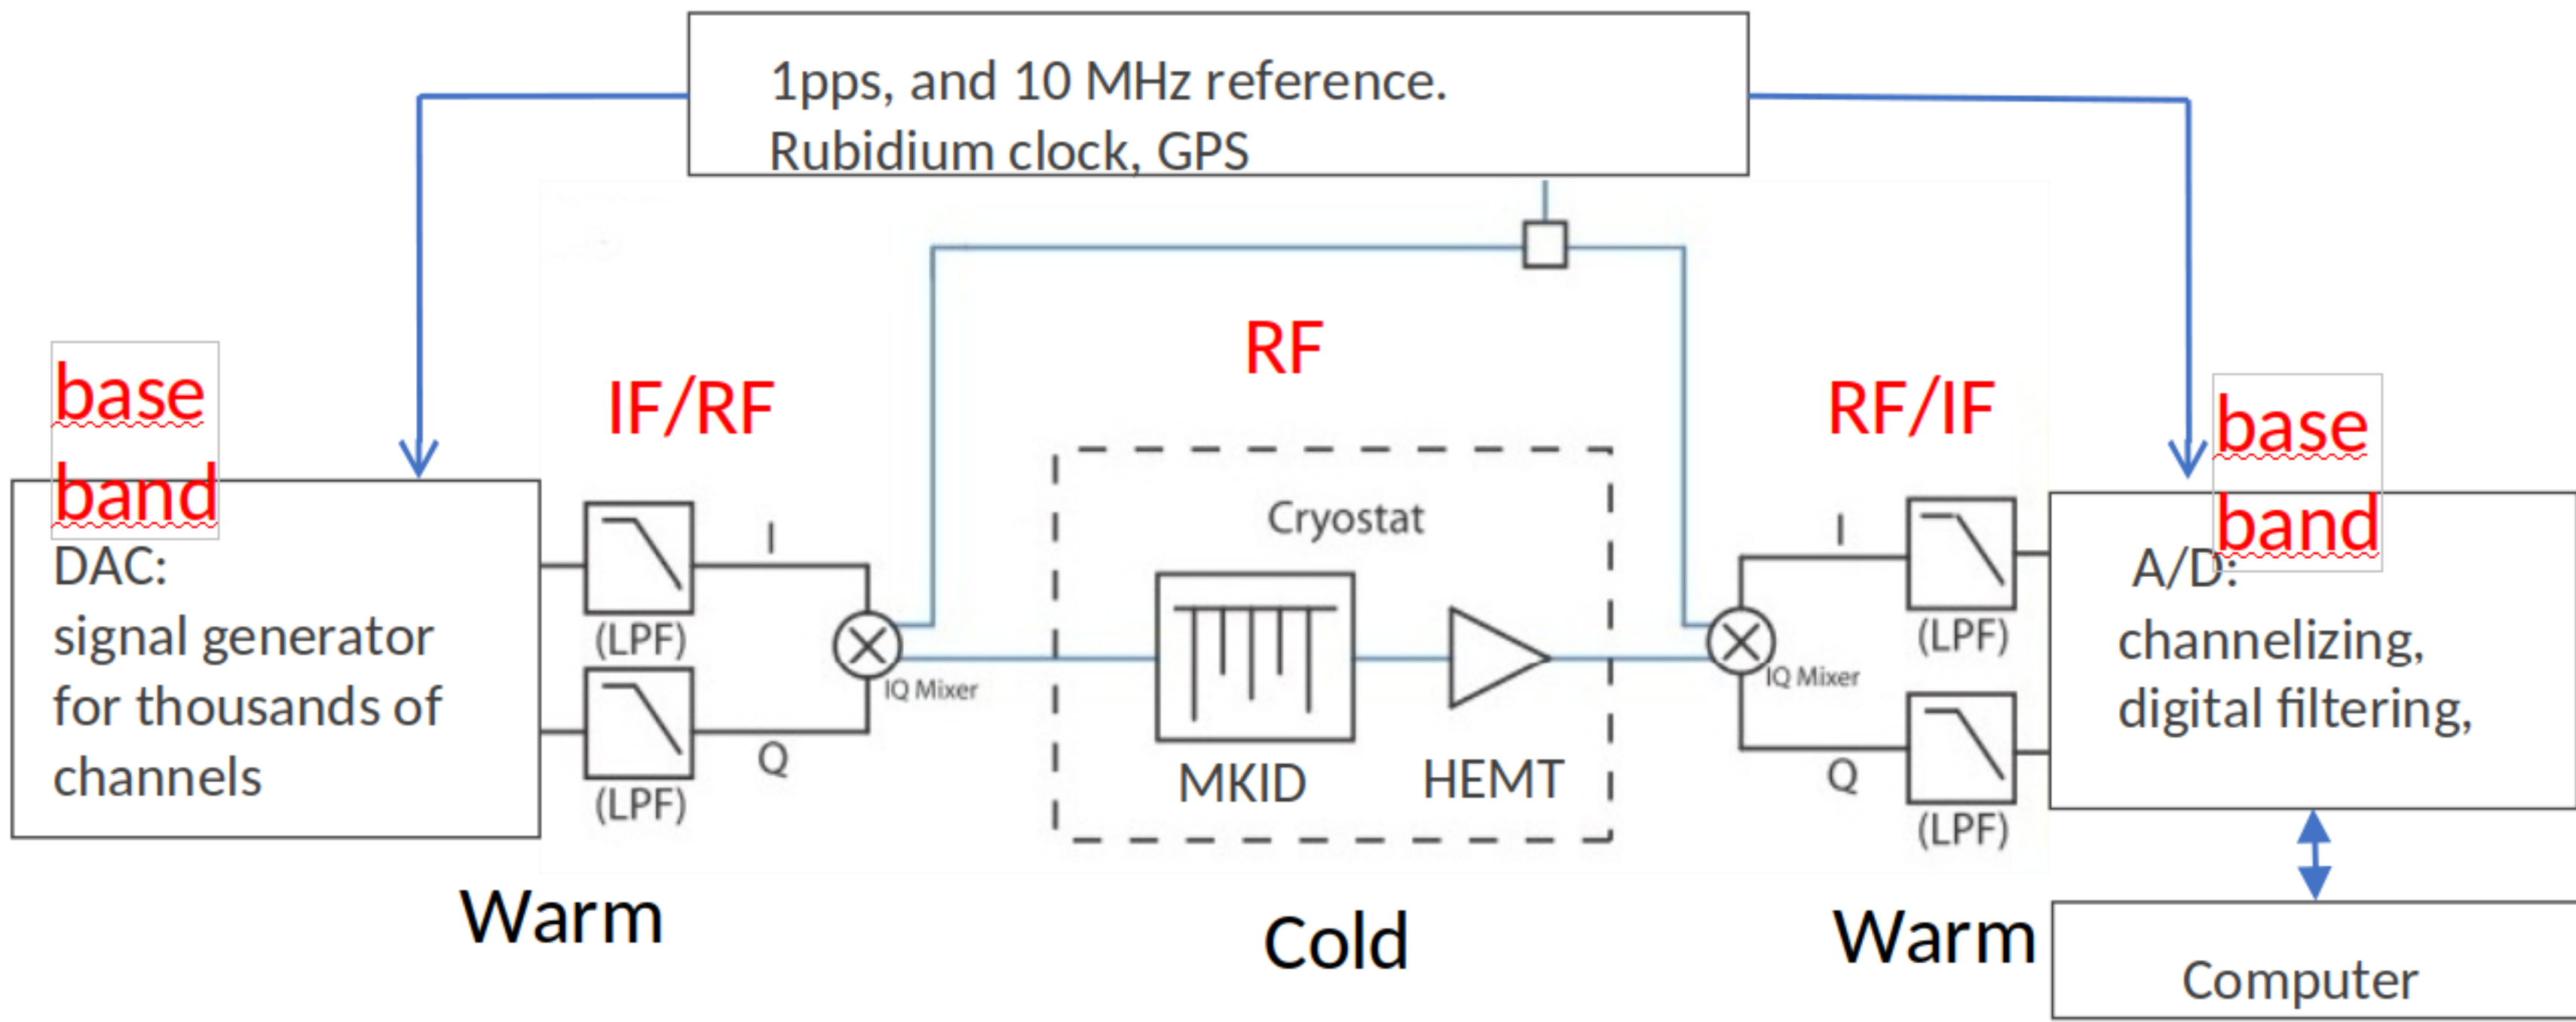 1pps, and 10 MHz reference.
Rubidium clock, GPS
base
band
IF/RF
RF
RF/IF
base
band
DAC:
signal generator
for thousands of
channels
(LPF)
(LPF)
I
Q
IQ Mixer
Cryostat
MKID
HEMT
IQ Mixer
I
Q
(LPF)
(LPF)
A/D:
channelizing,
digital filtering,
Warm
Cold
Warm
Computer